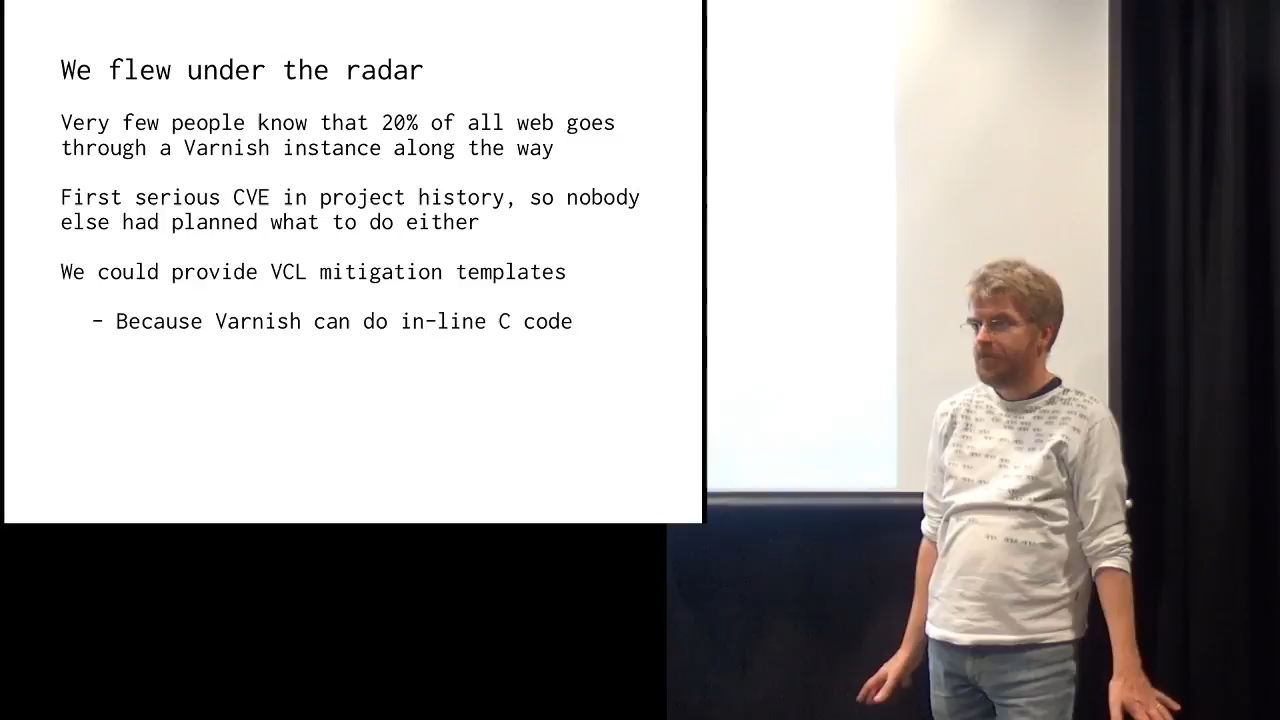 We flew under the radar
Very few people know that 20% of all web goes
through a Varnish instance along the way
First serious CVE in project history, so nobody
else had planned what to do either
We could provide VCL mitigation templates
- Because Varnish can do in-line C code